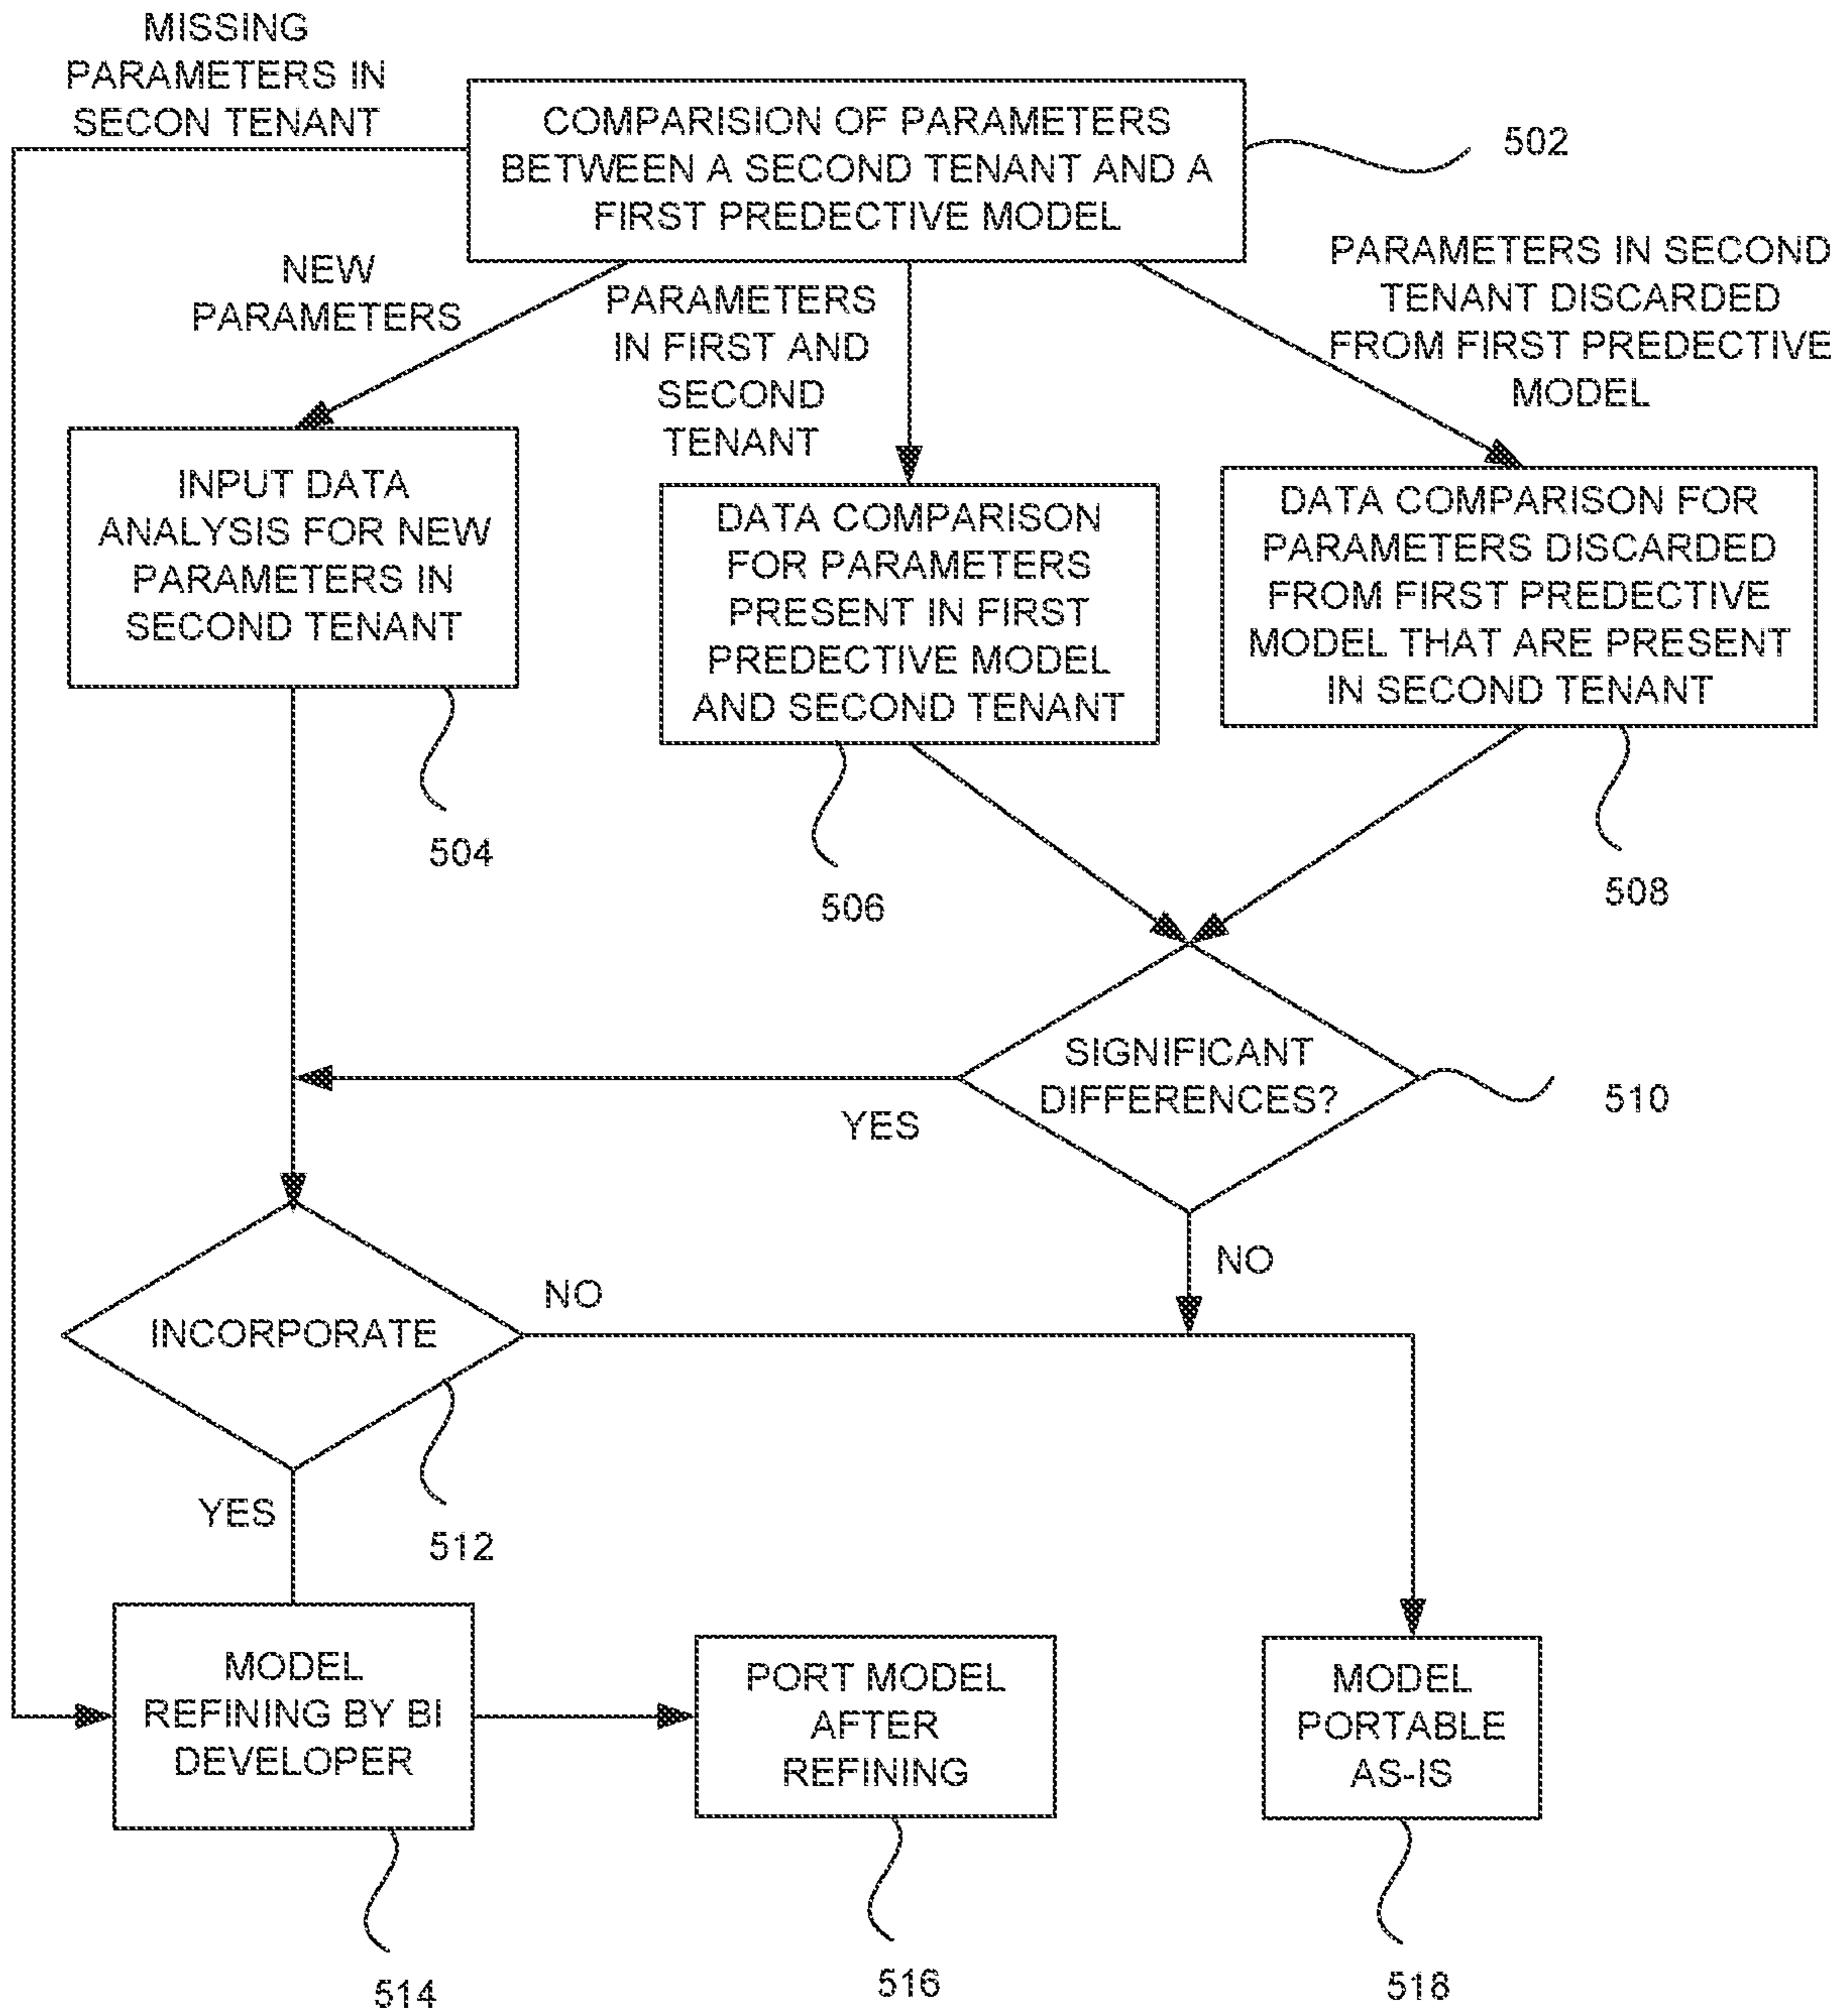 MISSING
PARAMETERS IN
SECON TENANT
COMPARISION OF PARAMETERS
BETWEEN A SECOND TENANT AND A
FIRST PREDECTIVE MODEL
502
NEW
PARAMETERS
PARAMETERS
IN FIRST AND
SECOND
TENANT
PARAMETERS IN SECOND
TENANT DISCARDED
FROM FIRST PREDECTIVE
MODEL
INPUT DATA
ANALYSIS FOR NEW
PARAMETERS IN
SECOND TENANT
504
DATA COMPARISON
FOR PARAMETERS
PRESENT IN FIRST
PREDECTIVE MODEL
AND SECOND TENANT
506
DATA COMPARISON FOR
PARAMETERS DISCARDED
FROM FIRST PREDECTIVE
MODEL THAT ARE PRESENT
IN SECOND TENANT
508
SIGNIFICANT
DIFFERENCES?
510
YES
NO
INCORPORATE
NO
YES
512
MODEL
REFINING BY BI
DEVELOPER
514
PORT MODEL
AFTER
REFINING
516
MODEL
PORTABLE
AS-IS
518